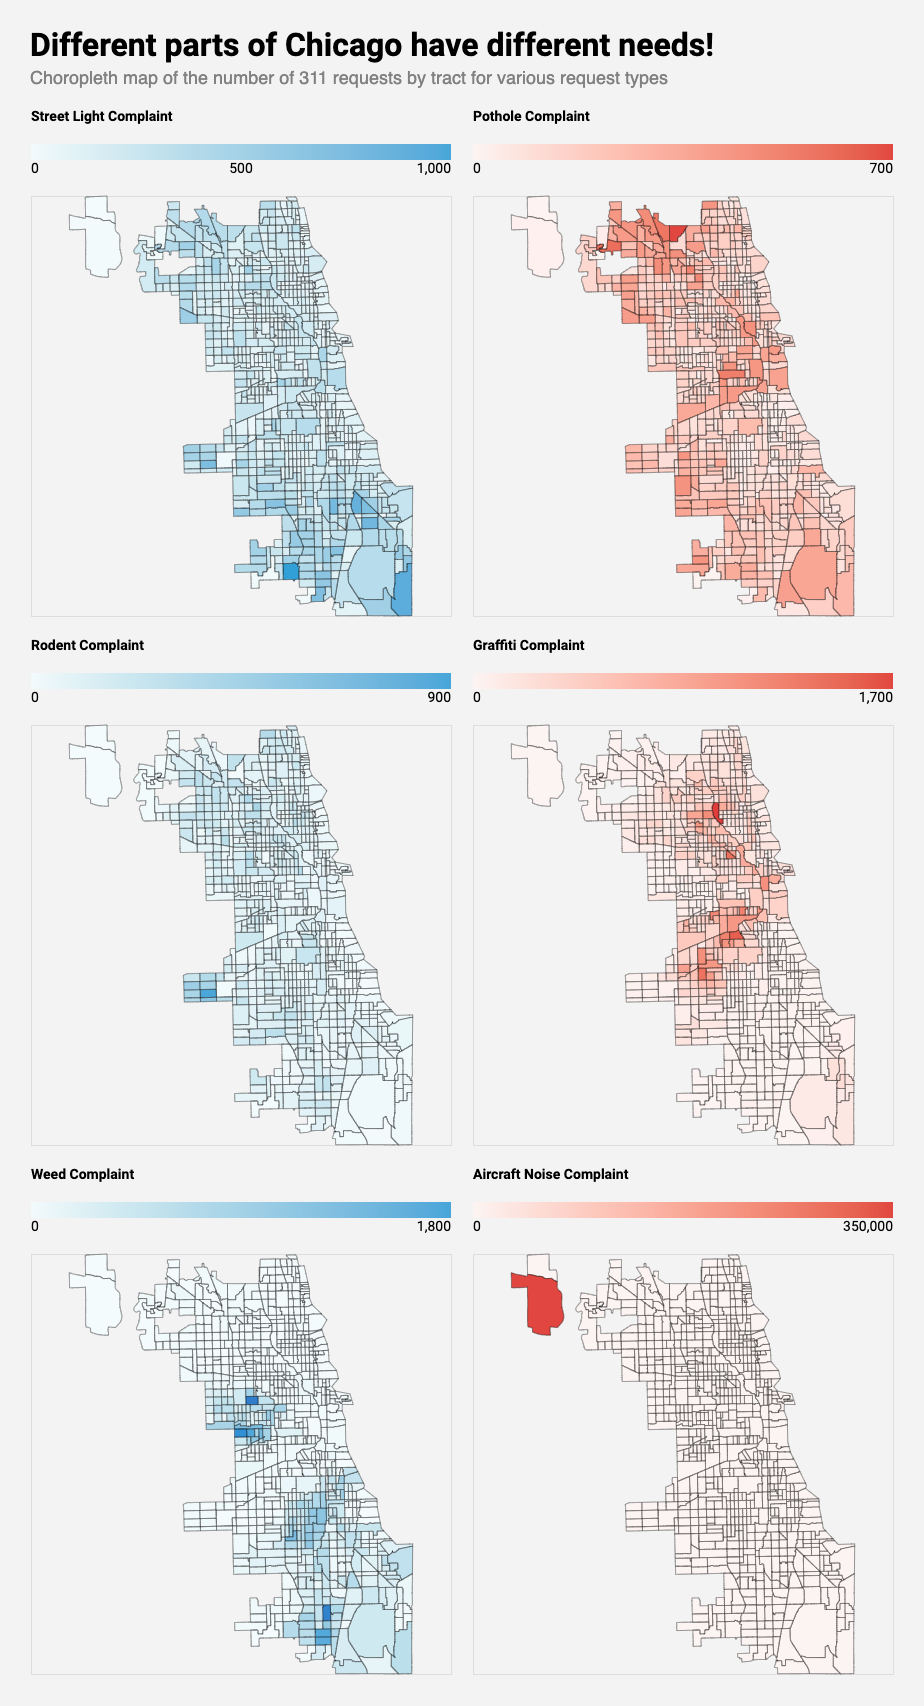 Different parts of Chicago have different needs!
Choropleth map of the number of 311 requests by tract for various request types
Street Light Complaint
0 500 1,000
Pothole Complaint
0 700
Rodent Complaint
0 900
Graffiti Complaint
0 1,700
Weed Complaint
0 1,800
Aircraft Noise Complaint
0 350,000